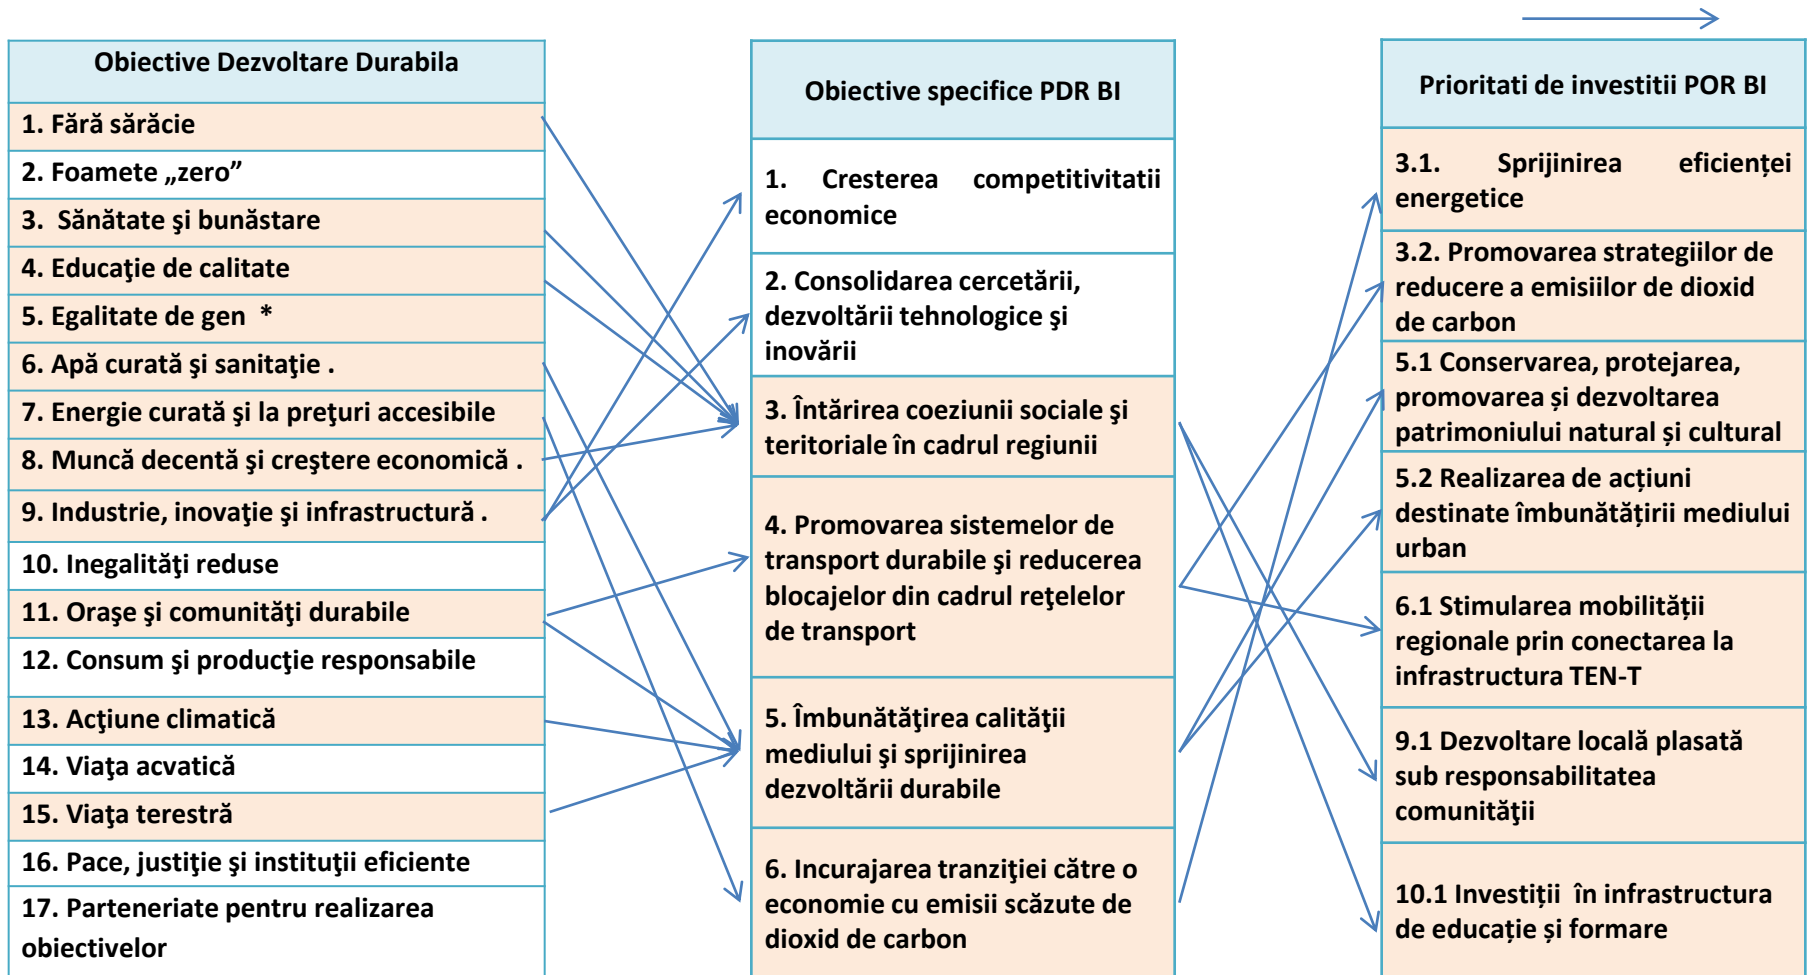 Obiective Dezvoltare Durabila
1. Fără sărăcie
2. Foamete „zero”
3. Sănătate şi bunăstare
4. Educaţie de calitate
5. Egalitate de gen *
6. Apă curată şi sanitaţie .
7. Energie curată şi la preţuri accesibile
8. Muncă decentă şi creştere economică .
9. Industrie, inovaţie şi infrastructură .
10. Inegalităţi reduse
11. Oraşe şi comunităţi durabile
12. Consum şi producţie responsabile
13. Acţiune climatică
14. Viaţa acvatică
15. Viaţa terestră
16. Pace, justiţie şi instituţii eficiente
17. Parteneriate pentru realizarea
obiectivelor
Obiective specifice PDR BI
1. Cresterea competitivitatii
economice
2. Consolidarea cercetării,
dezvoltării tehnologice şi
inovării
3. Întărirea coeziunii sociale şi
teritoriale în cadrul regiunii
4. Promovarea sistemelor de
transport durabile şi reducerea
blocajelor din cadrul reţelelor
de transport
5. Îmbunătăţirea calităţii
mediului şi sprijinirea
dezvoltării durabile
6. Incurajarea tranziţiei către o
economie cu emisii scăzute de
dioxid de carbon
Prioritati de investitii POR BI
3.1. Sprijinirea eficienței
energetice
3.2. Promovarea strategiilor de
reducere a emisiilor de dioxid
de carbon
5.1 Conservarea, protejarea,
promovarea și dezvoltarea
patrimoniului natural și cultural
5.2 Realizarea de acțiuni
destinate îmbunătățirii mediului
urban
6.1 Stimularea mobilității
regionale prin conectarea la
infrastructura TEN-T
9.1 Dezvoltare locală plasată
sub responsabilitatea
comunităţii
10.1 Investiții în infrastructura
de educație și formare